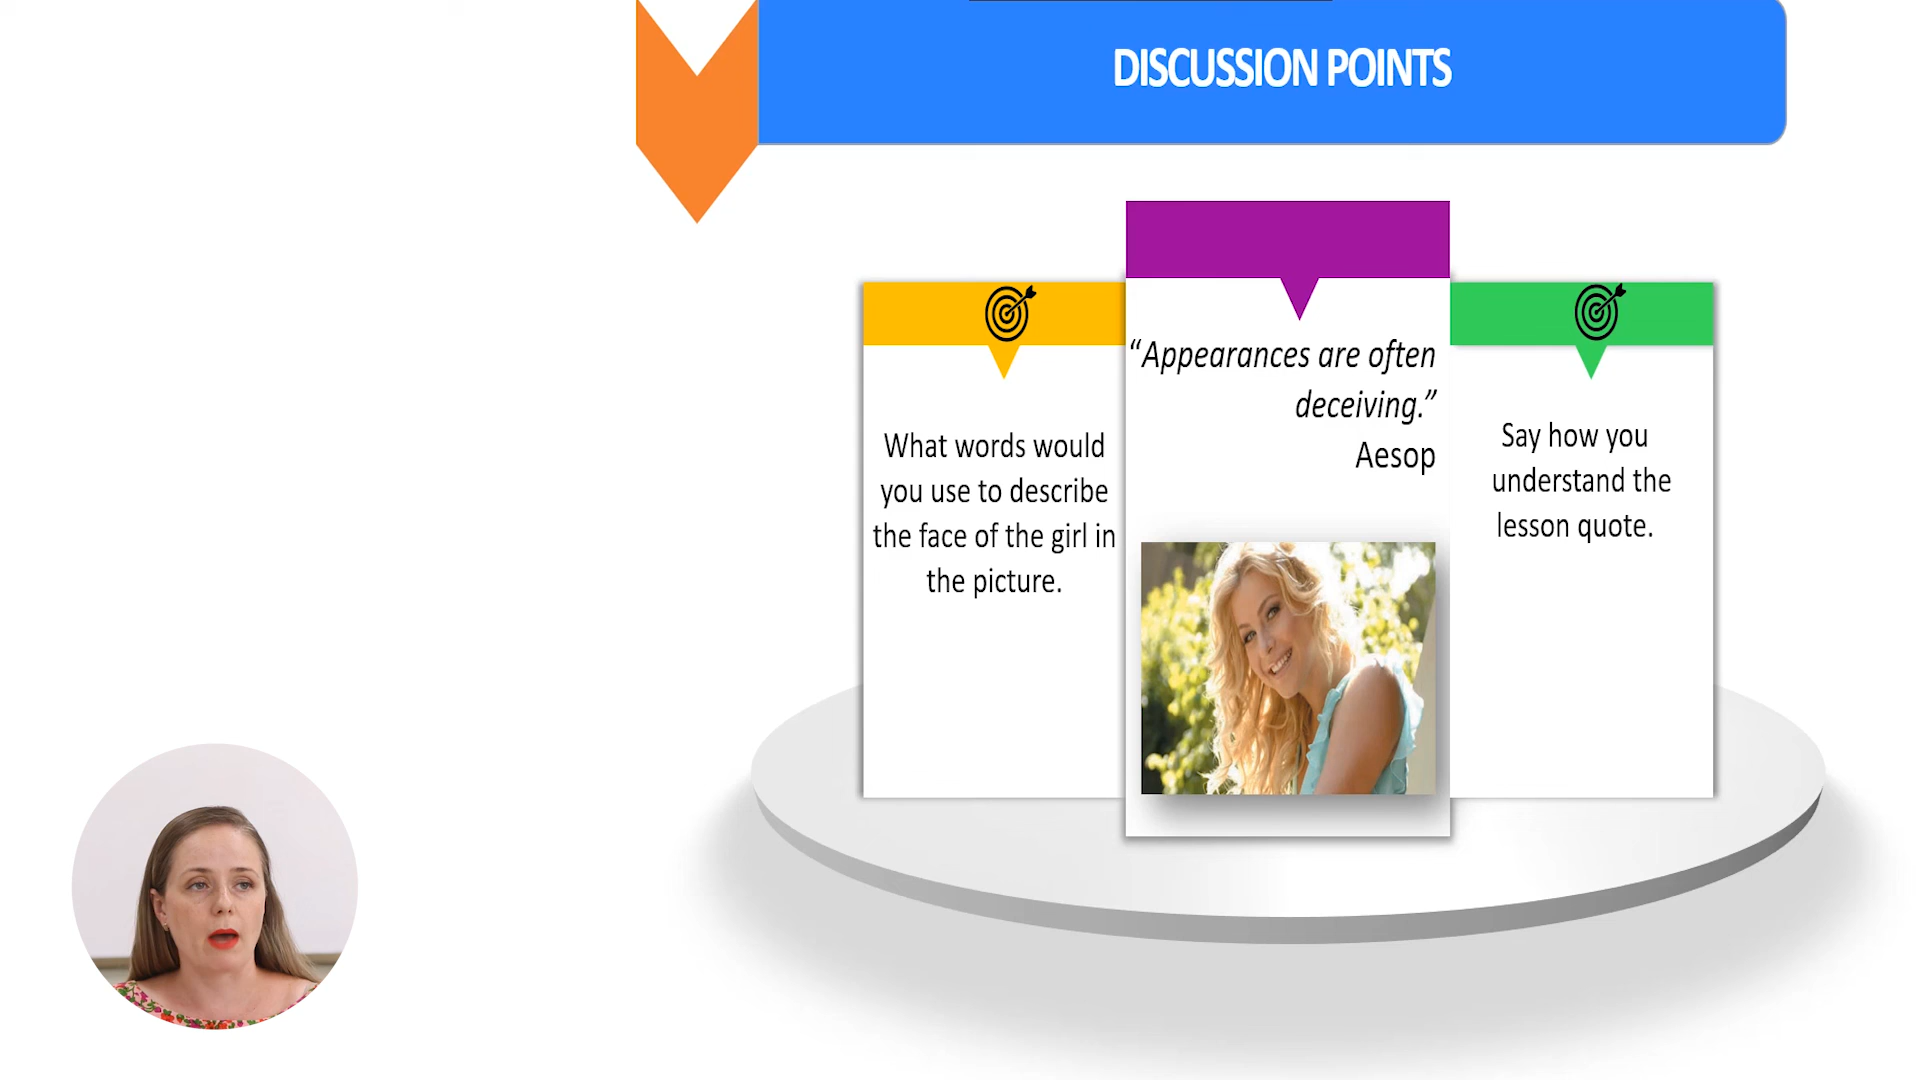 DISCUSSION POINTS
What words would
you use to describe
the face of the girl in
the picture.
“Appearances are often
deceiving.”
Aesop
Say how you
understand the
lesson quote.